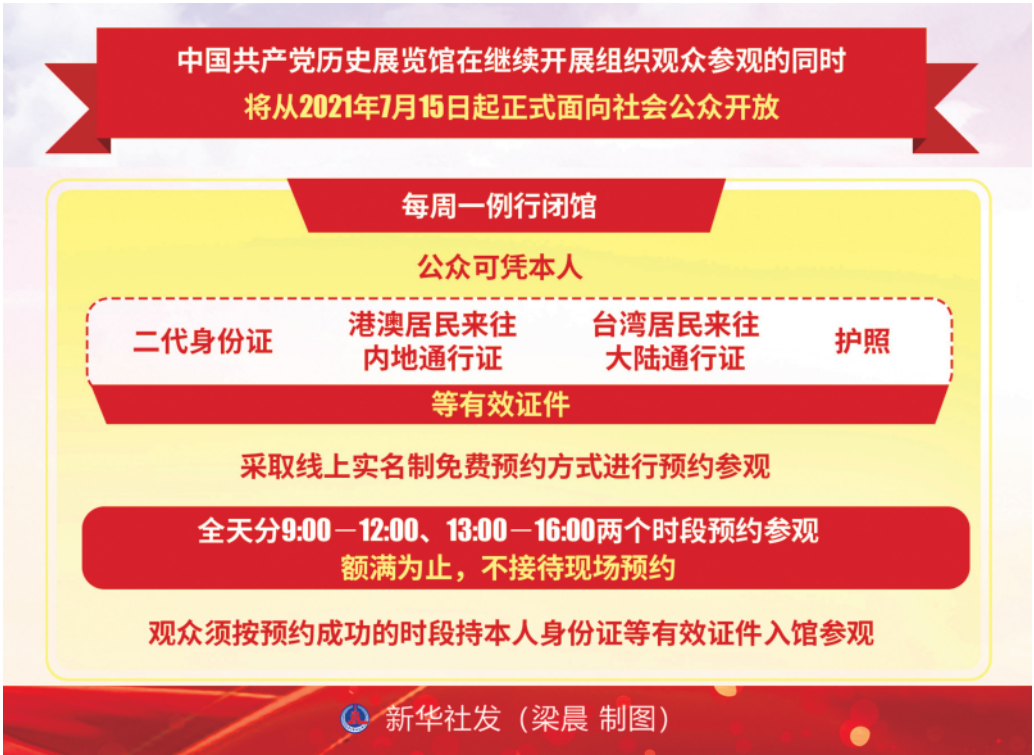 中国共产党历史展览馆在继续开展组织观众参观的同时
将从2021年7月15日起正式面向社会公众开放
每周一例行闭馆
公众可凭本人
二代身份证
港澳居民来往
内地通行证
台湾居民来往
大陆通行证
护照
等有效证件
采取线上实名制免费预约方式进行预约参观
全天分9:00－12:00、13:00－16:00两个时段预约参观
额满为止，不接待现场预约
观众须按预约成功的时段持本人身份证等有效证件入馆参观
新华社发（梁晨 制图）